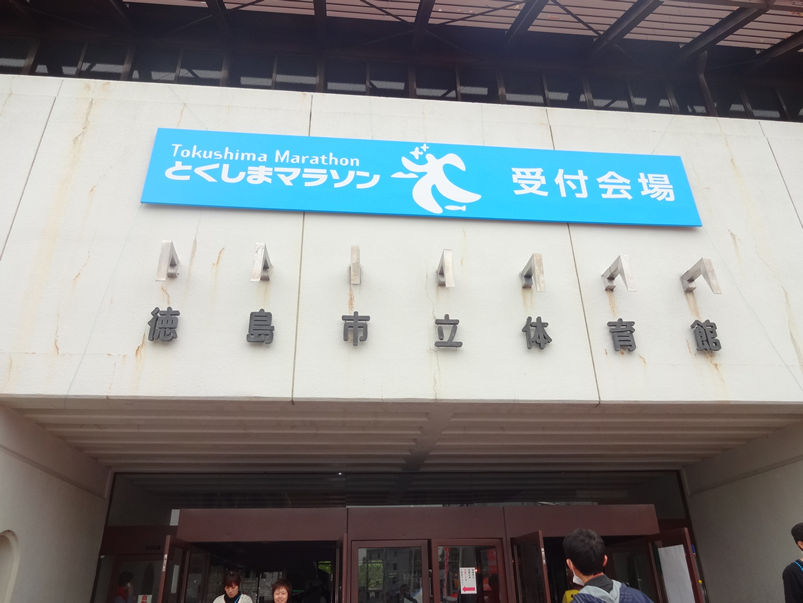 Tokushima Marathon
とくしまマラソン
受付会場
徳島市立体育館